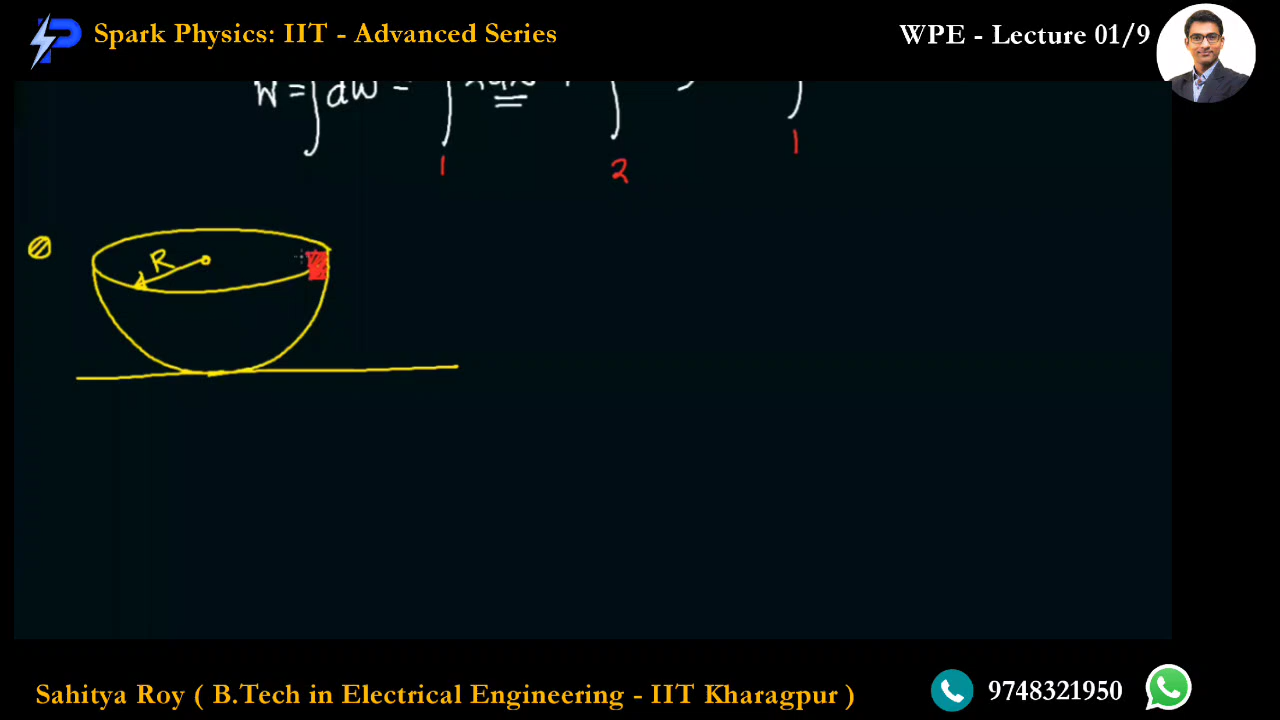 Spark Physics: IIT - Advanced Series
WPE - Lecture 01/9
W = ∫ dW =
1
2
1
R
Sahitya Roy ( B.Tech in Electrical Engineering - IIT Kharagpur )
9748321950